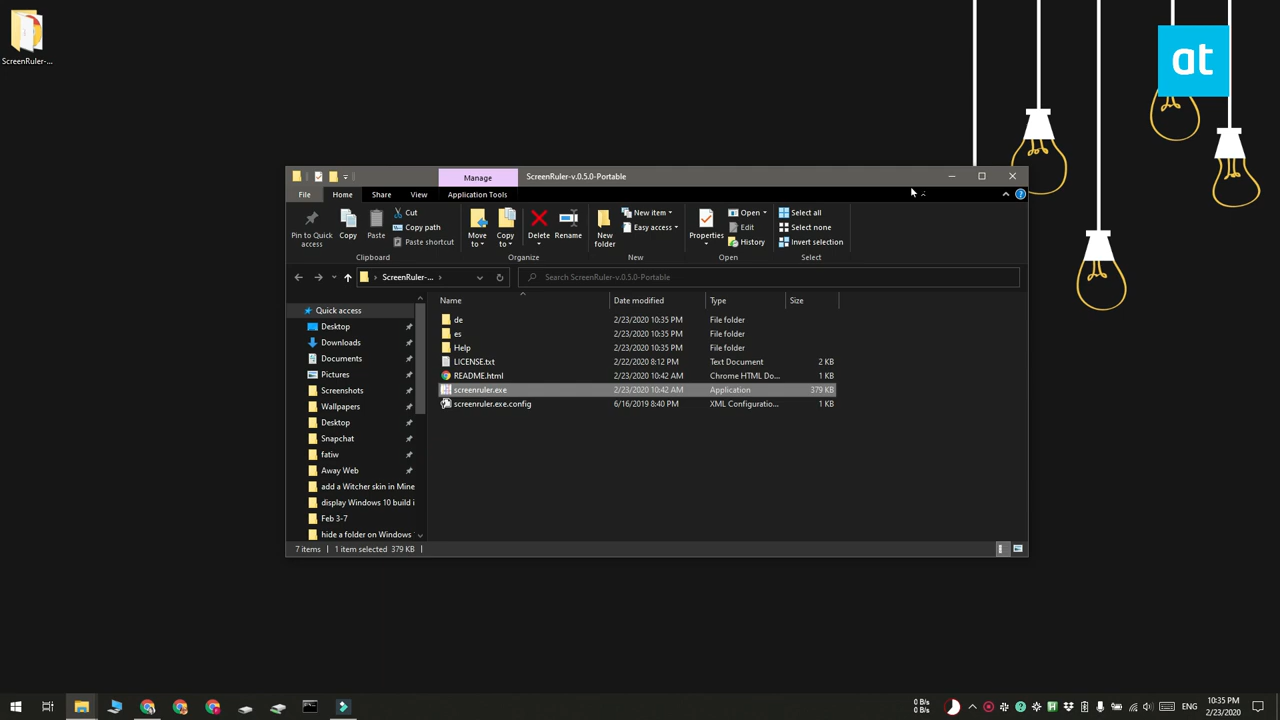 ScreenRuler-...
at
Manage
ScreenRuler-v.0.5.0-Portable
File
Home
Share
View
Application Tools
Pin to Quick access
Copy
Paste
Cut
Copy path
Paste shortcut
Clipboard
Move to
Copy to
Delete
Rename
Organize
New folder
New item
Easy access
New
Properties
Open
Edit
History
Open
Select all
Select none
Invert selection
Select
ScreenRuler-...
Search ScreenRuler-v.0.5.0-Portable
Name Date modified Type Size
de 2/23/2020 10:35 PM File folder
es 2/23/2020 10:35 PM File folder
Help 2/23/2020 10:35 PM File folder
LICENSE.txt 2/22/2020 8:12 PM Text Document 2 KB
README.html 2/23/2020 10:42 AM Chrome HTML Do... 1 KB
screenruler.exe 2/23/2020 10:42 AM Application 379 KB
screenruler.exe.config 6/16/2019 8:40 PM XML Configuratio... 1 KB
Quick access
Desktop
Downloads
Documents
Pictures
Screenshots
Wallpapers
Desktop
Snapchat
fatiw
Away Web
add a Witcher skin in Mine
display Windows 10 build i
Feb 3-7
hide a folder on Windows
7 items
1 item selected 379 KB
0 B/s
0 B/s
ENG
10:35 PM
2/23/2020